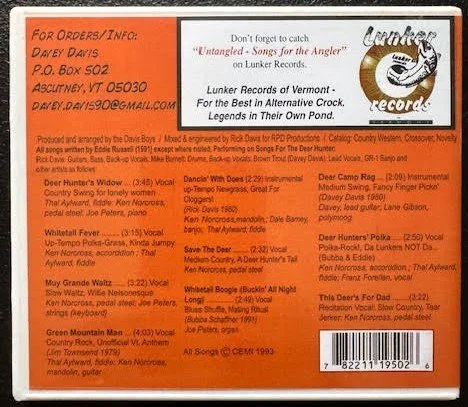 FOR ORDERS/INFO:
DAVEY DAVIS
P.O. BOX 502
ASCUTNEY, VT 05030
DAVEY.DAVIS90@GMAIL.COM
Don't forget to catch
"Untangled - Songs for the Angler"
on Lunker Records.
Lunker Records of Vermont -
For the Best in Alternative Crock.
Legends in Their Own Pond.
Lunker
records
Produced and arranged by the Davis Boys / Mixed & engineered by Rick Davis for RPD Productions / Catalog: Country Western, Crossover, Novelty
All songs written by Eddie Russell (1991) except where noted. Performing on Songs For The Deer Hunter:
Rick Davis: Guitars, Bass, Back-up Vocals; Mike Bornet: Drums, Back-up Vocals; Brown Trout (Davey Davis): Lead Vocals, GR-1 Banjo and
other artists as follows
Deer Hunter's Widow ... (3:45) Vocal
Country Swing for lonely women
Thai Aylward, fiddle; Ken Norcross,
pedal steel; Joe Peters, piano
Whitetail Fever ........ (3:15) Vocal
Up-Tempo Polka-Grass, Kinda Jumpy
Ken Norcross, accordition ; Thai
Aylward, fiddle
Muy Grande Waltz .... (3:22) Vocal
Slow Waltz, Willie Nelsonesque
Ken Norcross, pedal steel; Joe Peters,
strings (keyboard)
Green Mountain Man ... (4:03) Vocal
Country Rock, Unofficial Vt. Anthem
(Jim Townsend 1979)
Thai Aylward, fiddle; Ken Norcross,
mandolin, guitar
Dancin' With Does (2:29) Instrumental
up-Tempo Newgrass, Great For
Cloggers!
(Rick Davis 1980)
Ken Norcross,mandolin ; Dale Barney,
banjo; Thai Aylward, fiddle
Save The Deer ........ (2:32) Vocal
Medium Country, A Deer Hunter's Tail
Ken Norcross, pedal steel
Whitetail Boogie (Buckin' All Night
Long) ........ (2:49) Vocal
Blues Shuffle, Mating Ritual
(Bubba Schaffner 1991)
Joe Peters, organ
All Songs © CEMI 1993
Deer Camp Rag ... (2:09) Instrumental
Medium Swing, Fancy Finger Pickin'
(Davey Davis 1980)
Davey, lead guitar; Lane Gibson,
polymoog
Deer Hunters' Polka ... (2:50) Vocal
Polka-Rock!, Da Lunkers NOT Da...
(Bubba & Eddie)
Ken Norcross, accordition ; Thai Aylward,
fiddle; Franz Forellan, vocal
This Deer's For Dad ..... (2:22)
Recitation Vocal! Slow Country, Tear
Jerker; Ken Norcross, pedal steel
7 82211 19502 6